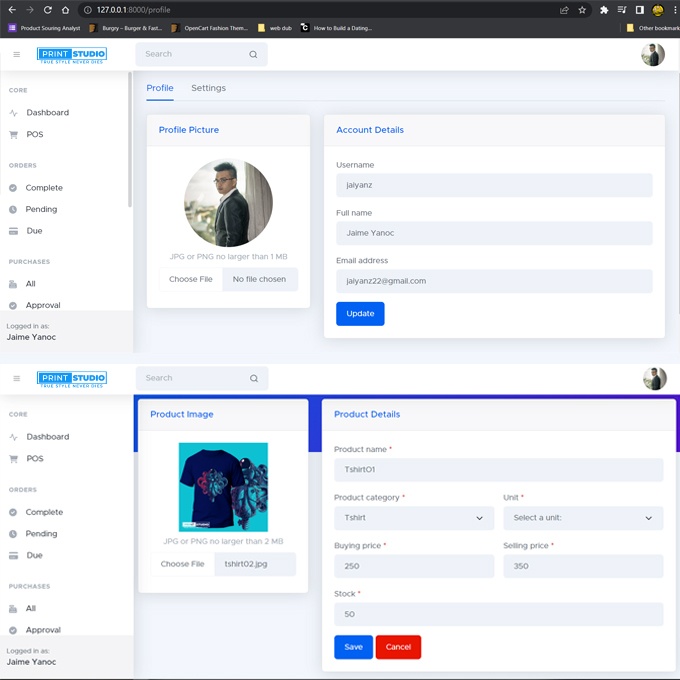 127.0.0.1:8000/profile
Product Souring Analyst
Burgry – Burger & Fast...
OpenCart Fashion Them...
web dub
How to Build a Dating...
Other bookmark
PRINT STUDIO
TRUE STYLE NEVER DIES
Search
CORE
Dashboard
POS
ORDERS
Complete
Pending
Due
PURCHASES
All
Approval
Logged in as:
Jaime Yanoc
Profile
Settings
Profile Picture
JPG or PNG no larger than 1 MB
Choose File
No file chosen
Account Details
Username
jaiyanz
Full name
Jaime Yanoc
Email address
jaiyanz22@gmail.com
Update
PRINT STUDIO
TRUE STYLE NEVER DIES
Search
CORE
Dashboard
POS
ORDERS
Complete
Pending
Due
PURCHASES
All
Approval
Logged in as:
Jaime Yanoc
Product Image
JPG or PNG no larger than 2 MB
Choose File
tshirt02.jpg
Product Details
Product name *
Tshirt01
Product category *
Unit *
Tshirt
Select a unit:
Buying price *
Selling price *
250
350
Stock *
50
Save
Cancel